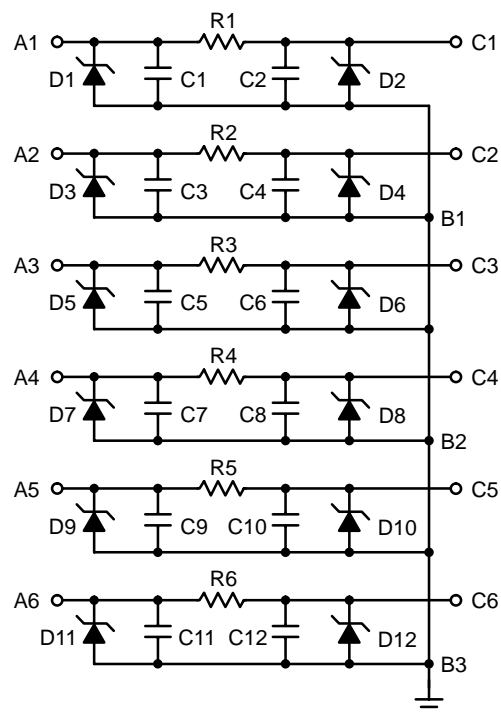 R1
A1 C1
D1 C1 C2 D2
R2
A2 C2
D3 C3 C4 D4
B1
R3
A3 C3
D5 C5 C6 D6
R4
A4 C4
D7 C7 C8 D8
B2
R5
A5 C5
D9 C9 C10 D10
R6
A6 C6
D11 C11 C12 D12
B3